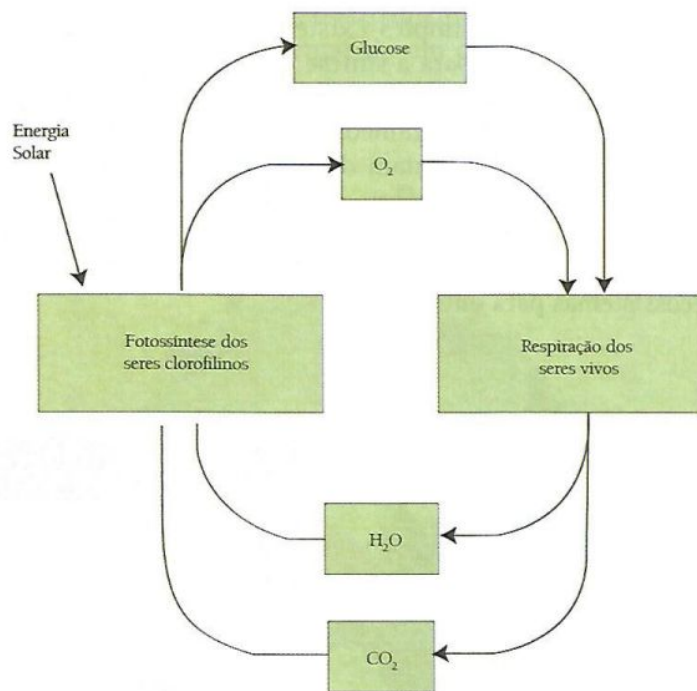 Glucose
Energia
Solar
O₂
Fotossíntese dos
seres clorofilinos
Respiração dos
seres vivos
H₂O
CO₂